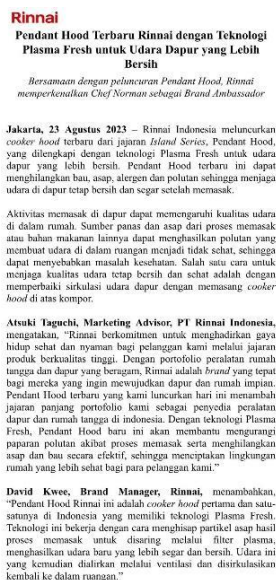 Rinnai
Pendant Hood Terbaru Rinnai dengan Teknologi
Plasma Fresh untuk Udara Dapur yang Lebih
Bersih
Bersamaan dengan peluncuran Pendant Hood, Rinnai
memperkenalkan Chef Norman sebagai Brand Ambassador
Jakarta, 23 Agustus 2023 – Rinnai Indonesia meluncurkan
cooker hood terbaru dari jajaran Island Series, Pendant Hood,
yang dilengkapi dengan teknologi Plasma Fresh untuk udara
dapur yang lebih bersih. Pendant Hood terbaru ini dapat
menghilangkan bau, asap, alergen dan polutan sehingga menjaga
udara di dapur tetap bersih dan segar setelah memasak.
Aktivitas memasak di dapur dapat memengaruhi kualitas udara
di dalam rumah. Sumber panas dan asap dari proses memasak
atau bahan makanan lainnya dapat menghasilkan polutan yang
membuat udara di dalam ruangan menjadi tidak sehat, sehingga
dapat menyebabkan masalah kesehatan. Salah satu cara untuk
menjaga kualitas udara tetap bersih dan sehat adalah dengan
memperbaiki sirkulasi udara dapur dengan memasang cooker
hood di atas kompor.
Atsuki Taguchi, Marketing Advisor, PT Rinnai Indonesia,
mengatakan, “Rinnai berkomitmen untuk menghadirkan gaya
hidup sehat dan nyaman bagi pelanggan kami melalui jajaran
produk berkualitas tinggi. Dengan portofolio peralatan rumah
tangga dan dapur yang beragam, Rinnai adalah brand yang tepat
bagi mereka yang ingin mewujudkan dapur dan rumah impian.
Pendant Hood terbaru yang kami luncurkan hari ini menambah
jajaran panjang portofolio kami sebagai penyedia peralatan
dapur dan rumah tangga di indonesia. Dengan teknologi Plasma
Fresh, Pendant Hood baru ini akan membantu mengurangi
paparan polutan akibat proses memasak serta menghilangkan
asap dan bau secara efektif, sehingga menciptakan lingkungan
rumah yang lebih sehat bagi para pelanggan kami.”
David Kwee, Brand Manager, Rinnai, menambahkan,
“Pendant Hood Rinnai ini adalah cooker hood pertama dan satu-
satunya di Indonesia yang memiliki teknologi Plasma Fresh.
Teknologi ini bekerja dengan cara menghisap partikel asap hasil
proses memasak untuk disaring melalui filter plasma,
menghasilkan udara baru yang lebih segar dan bersih. Udara ini
yang kemudian dialirkan melalui ventilasi dan disirkulasikan
kembali ke dalam ruangan.”